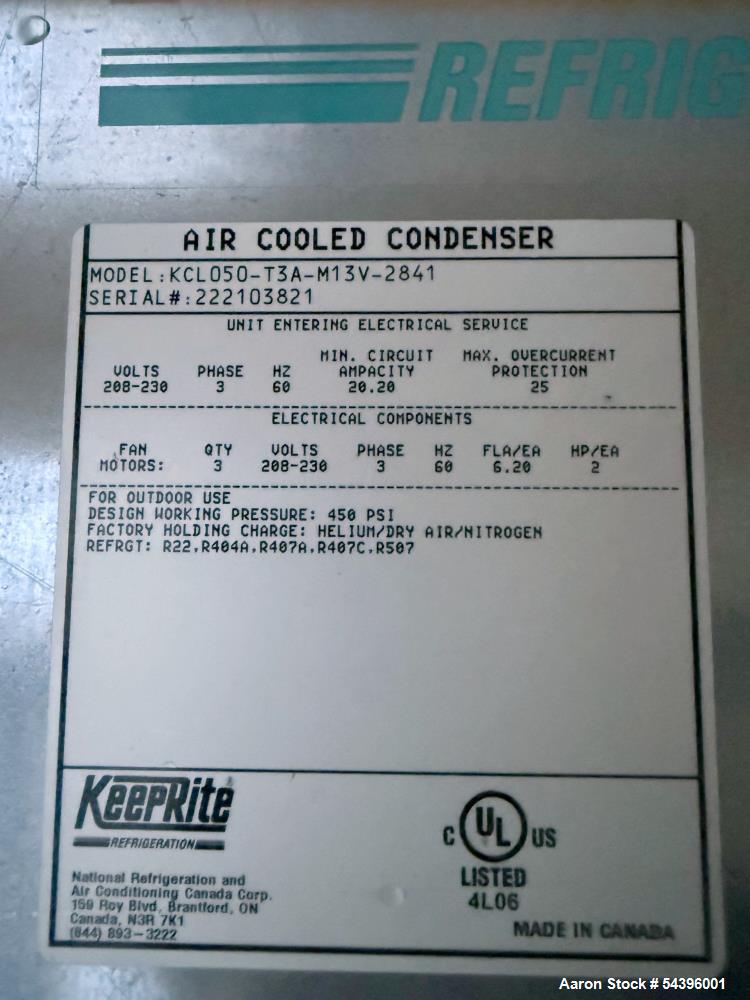 REFRIG
AIR COOLED CONDENSER
MODEL:KCL050-T3A-M13V-2841
SERIAL#:222103821
UNIT ENTERING ELECTRICAL SERVICE
MIN. CIRCUIT MAX. OVERCURRENT
VOLTS PHASE HZ AMPACITY PROTECTION
208-230 3 60 20.20 25
ELECTRICAL COMPONENTS
FAN QTY VOLTS PHASE HZ FLA/EA HP/EA
MOTORS: 3 208-230 3 60 6.20 2
FOR OUTDOOR USE
DESIGN WORKING PRESSURE: 450 PSI
FACTORY HOLDING CHARGE: HELIUM/DRY AIR/NITROGEN
REFRGT: R22,R404A,R407A,R407C,R507
KeepRite
REFRIGERATION
National Refrigeration and
Air Conditioning Canada Corp.
159 Roy Blvd, Brantford, ON
Canada, N3R 7K1
(844) 893-3222
C UL US
LISTED
4L06
MADE IN CANADA
Aaron Stock # 54396001